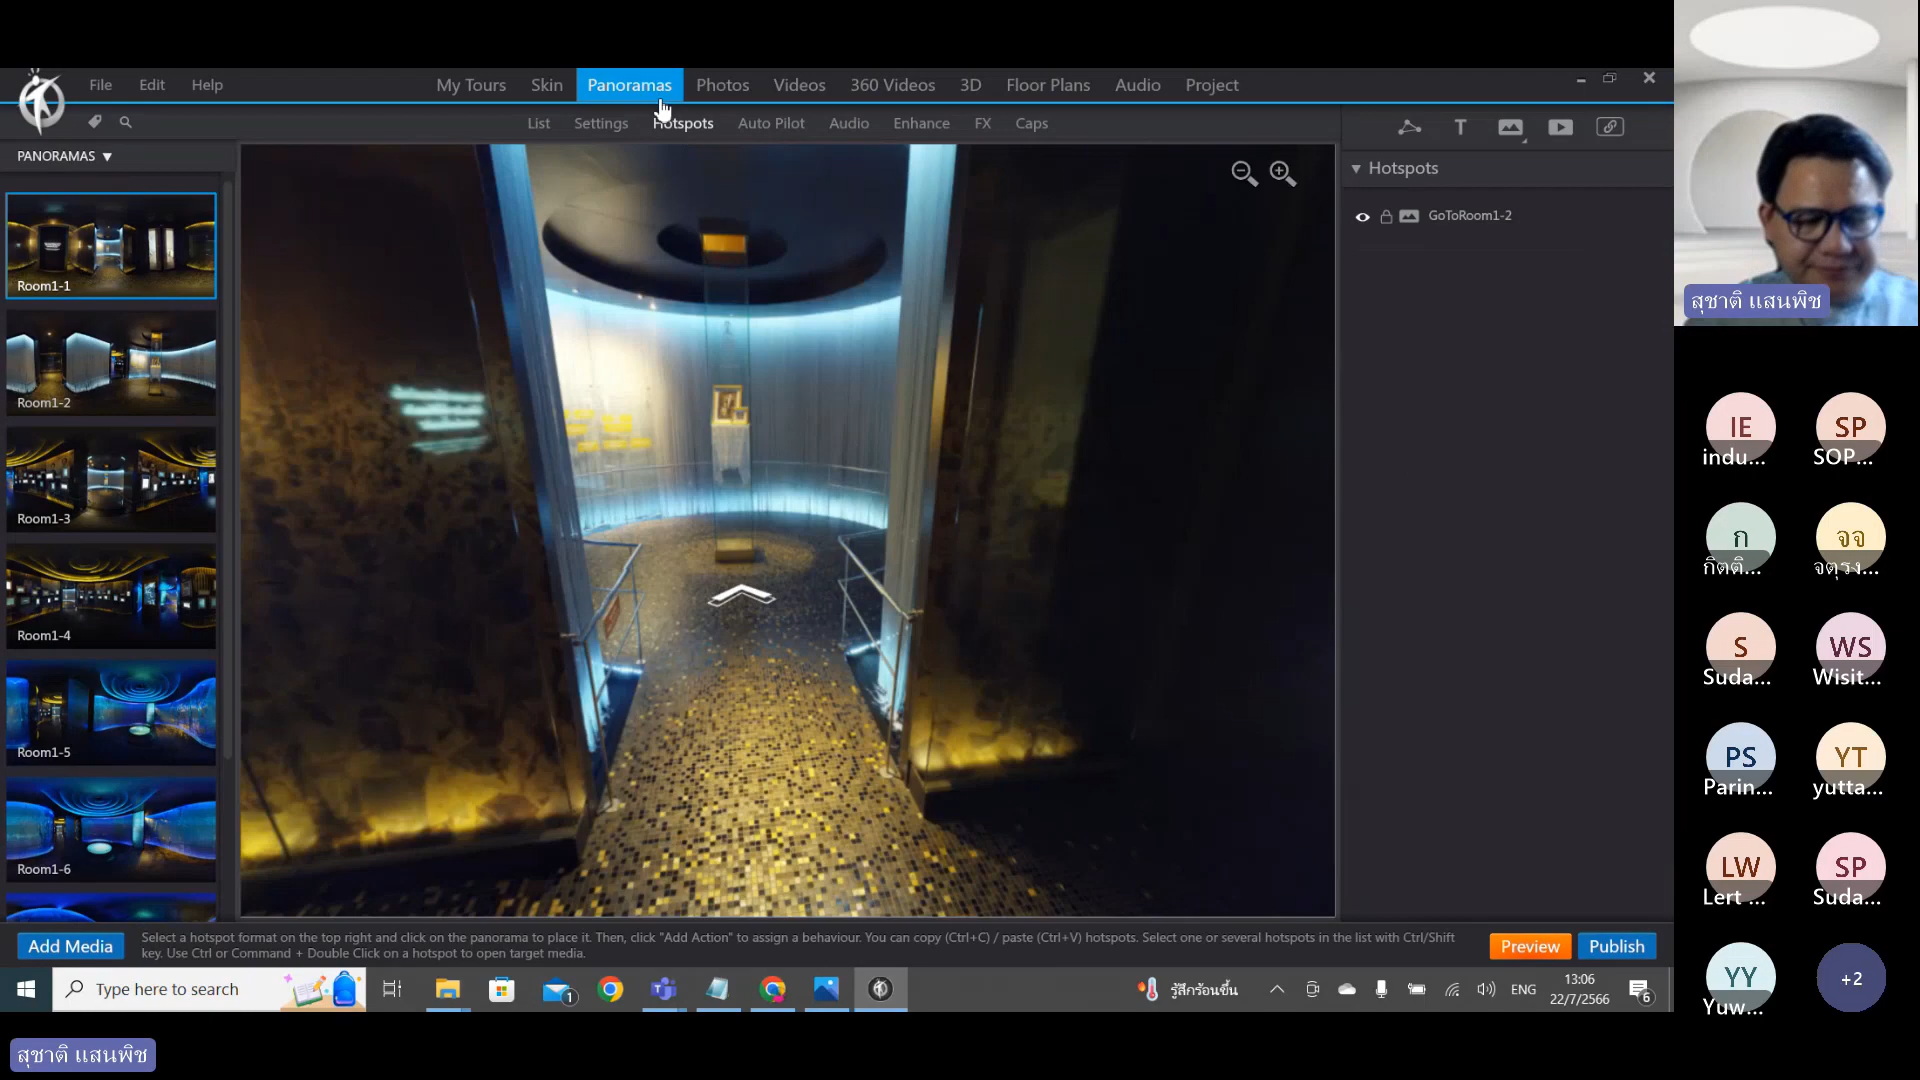 File Edit Help
My Tours Skin Panoramas Photos Videos 360 Videos 3D Floor Plans Audio Project
List Settings Hotspots Auto Pilot Audio Enhance FX Caps
T
PANORAMAS
Room1-1
Room1-2
Room1-3
Room1-4
Room1-5
Room1-6
Hotspots
GoToRoom1-2
สุชาติ แสนพิช
IE
indu...
SP
SOP...
ก
กิตติ...
จจ
จตุรง...
S
Suda...
WS
Wisit...
PS
Parin...
YT
yutta...
LW
Lert ...
SP
Suda...
YY
Yuw...
+2
Add Media
Select a hotspot format on the top right and click on the panorama to place it. Then, click "Add Action" to assign a behaviour. You can copy (Ctrl+C) / paste (Ctrl+V) hotspots. Select one or several hotspots in the list with Ctrl/Shift
key. Use Ctrl or Command + Double Click on a hotspot to open target media.
Preview Publish
Type here to search
1
รู้สึกร้อนขึ้น
ENG
13:06
22/7/2566
6
สุชาติ แสนพิช